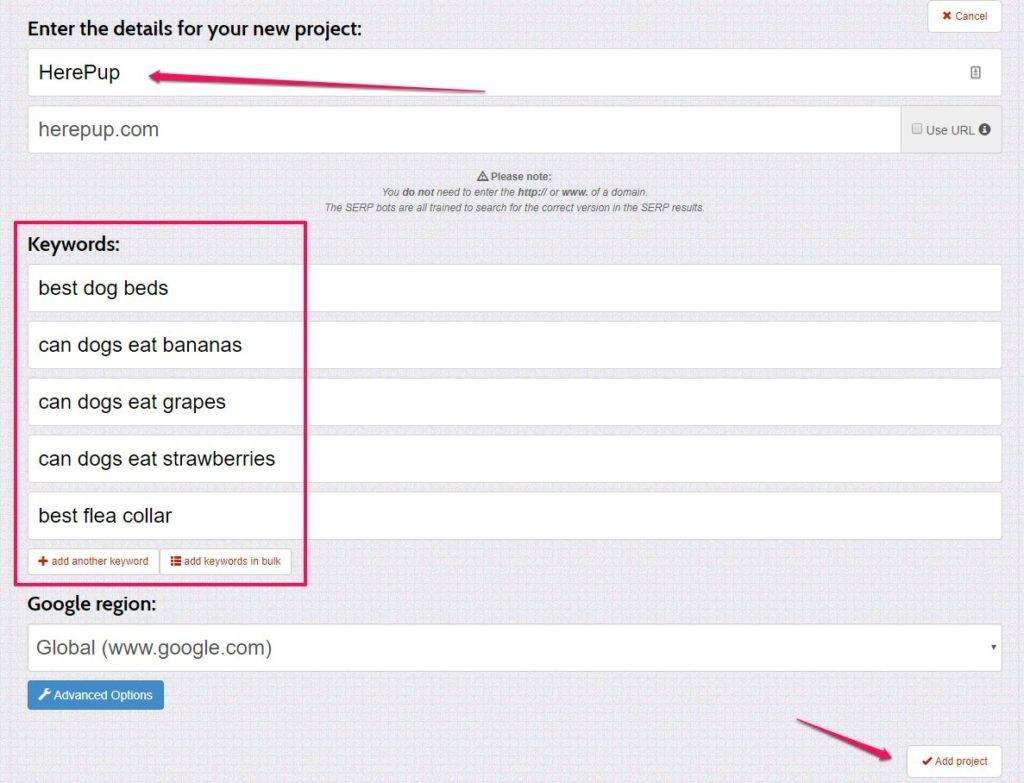 Cancel
Enter the details for your new project:
HerePup
herepup.com
Use URL
Please note:
You do not need to enter the http:// or www. of a domain.
The SERP bots are all trained to search for the correct version in the SERP results.
Keywords:
best dog beds
can dogs eat bananas
can dogs eat grapes
can dogs eat strawberries
best flea collar
add another keyword
add keywords in bulk
Google region:
Global (www.google.com)
Advanced Options
Add project